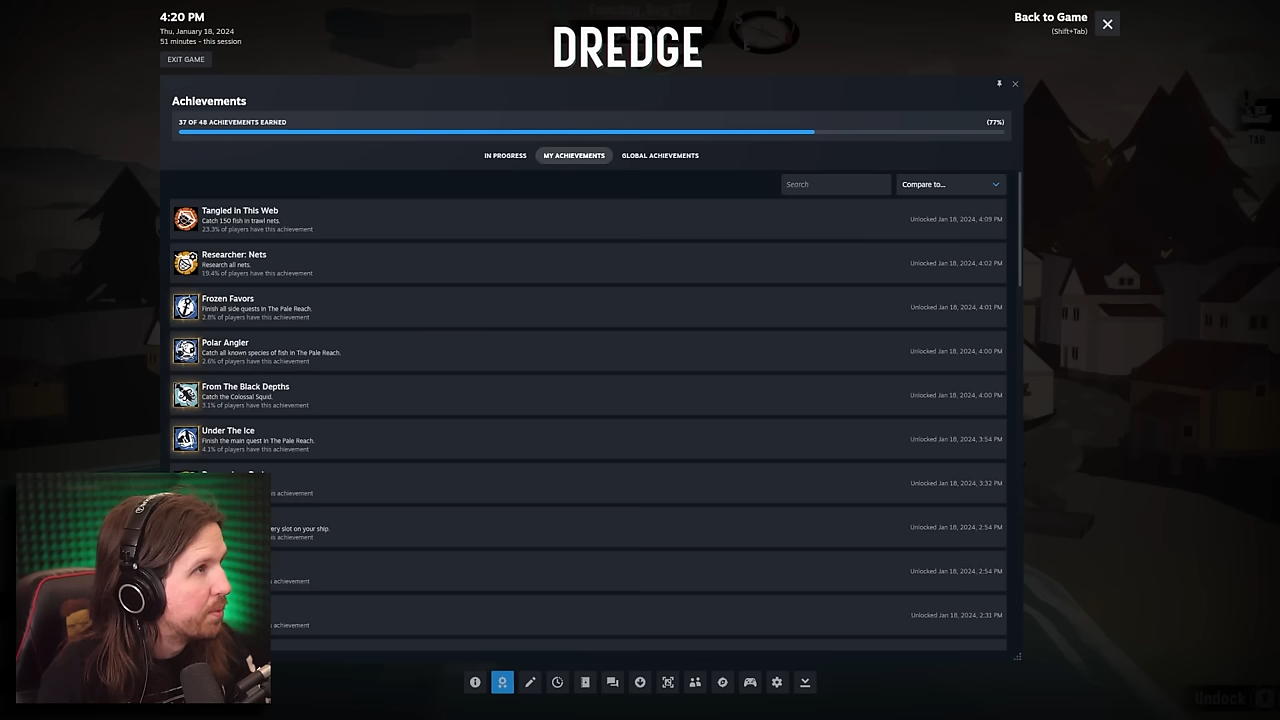 4:20 PM
Thu, January 18, 2024
51 minutes - this session
EXIT GAME
DREDGE
Back to Game
(Shift+Tab)
Achievements
37 OF 48 ACHIEVEMENTS EARNED
(77%)
IN PROGRESS
MY ACHIEVEMENTS
GLOBAL ACHIEVEMENTS
Search
Compare to...
TAB
Tangled in This Web
Catch 150 fish in trawl nets.
23.3% of players have this achievement
Unlocked Jan 18, 2024, 4:09 PM
Researcher: Nets
Research all nets.
19.4% of players have this achievement
Unlocked Jan 18, 2024, 4:02 PM
Frozen Favors
Finish all side quests in The Pale Reach.
2.8% of players have this achievement
Unlocked Jan 18, 2024, 4:01 PM
Polar Angler
Catch all known species of fish in The Pale Reach.
2.6% of players have this achievement
Unlocked Jan 18, 2024, 4:00 PM
From The Black Depths
Catch the Colossal Squid.
3.1% of players have this achievement
Unlocked Jan 18, 2024, 4:00 PM
Under The Ice
Finish the main quest in The Pale Reach.
4.1% of players have this achievement
Unlocked Jan 18, 2024, 3:54 PM
is achievement
Unlocked Jan 18, 2024, 3:32 PM
ery slot on your ship.
is achievement
Unlocked Jan 18, 2024, 2:54 PM
achievement
Unlocked Jan 18, 2024, 2:54 PM
achievement
Unlocked Jan 18, 2024, 2:31 PM
Undock